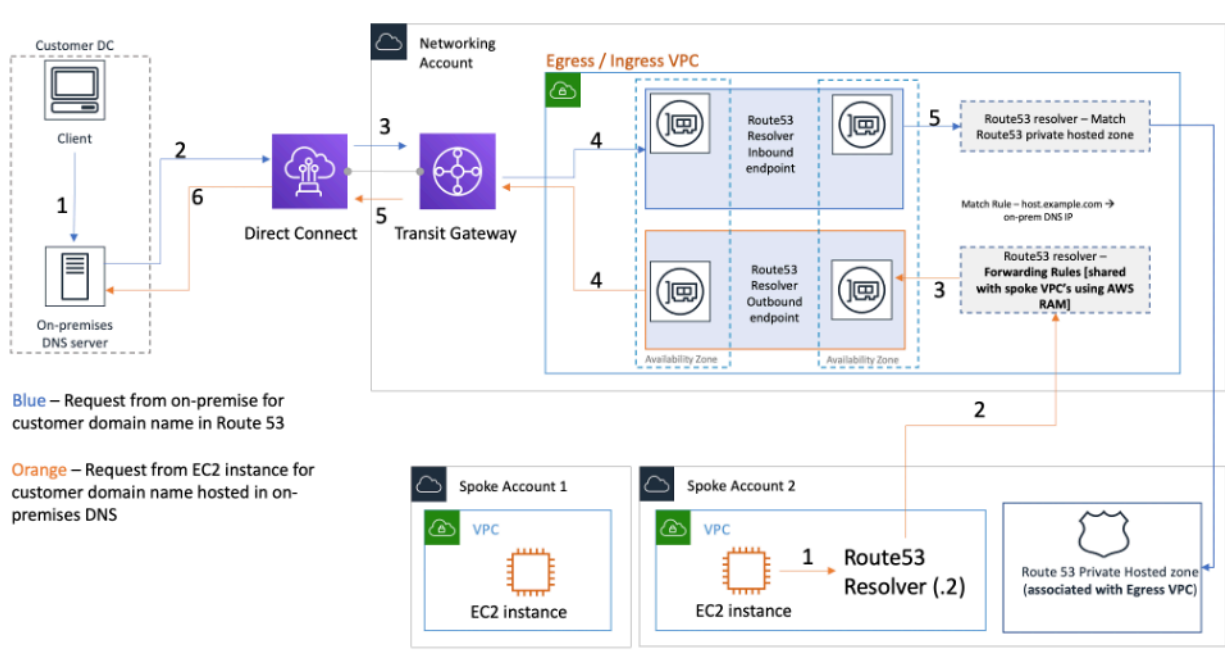 Customer DC
Client
1
2
6
On-premises
DNS server
Direct Connect
3
5
Transit Gateway
Networking
Account
Egress / Ingress VPC
4
Route53
Resolver
Inbound
endpoint
5
Route53 resolver – Match
Route53 private hosted zone
Match Rule – host.example.com →
on-prem DNS IP
4
Route53
Resolver
Outbound
endpoint
3
Route53 resolver –
Forwarding Rules [shared
with spoke VPC's using AWS
RAM]
Availability Zone
Availability Zone
2
Blue – Request from on-premise for
customer domain name in Route 53
Orange – Request from EC2 instance for
customer domain name hosted in on-
premises DNS
Spoke Account 1
VPC
EC2 instance
Spoke Account 2
VPC
EC2 instance
1
Route53
Resolver (.2)
Route 53 Private Hosted zone
(associated with Egress VPC)